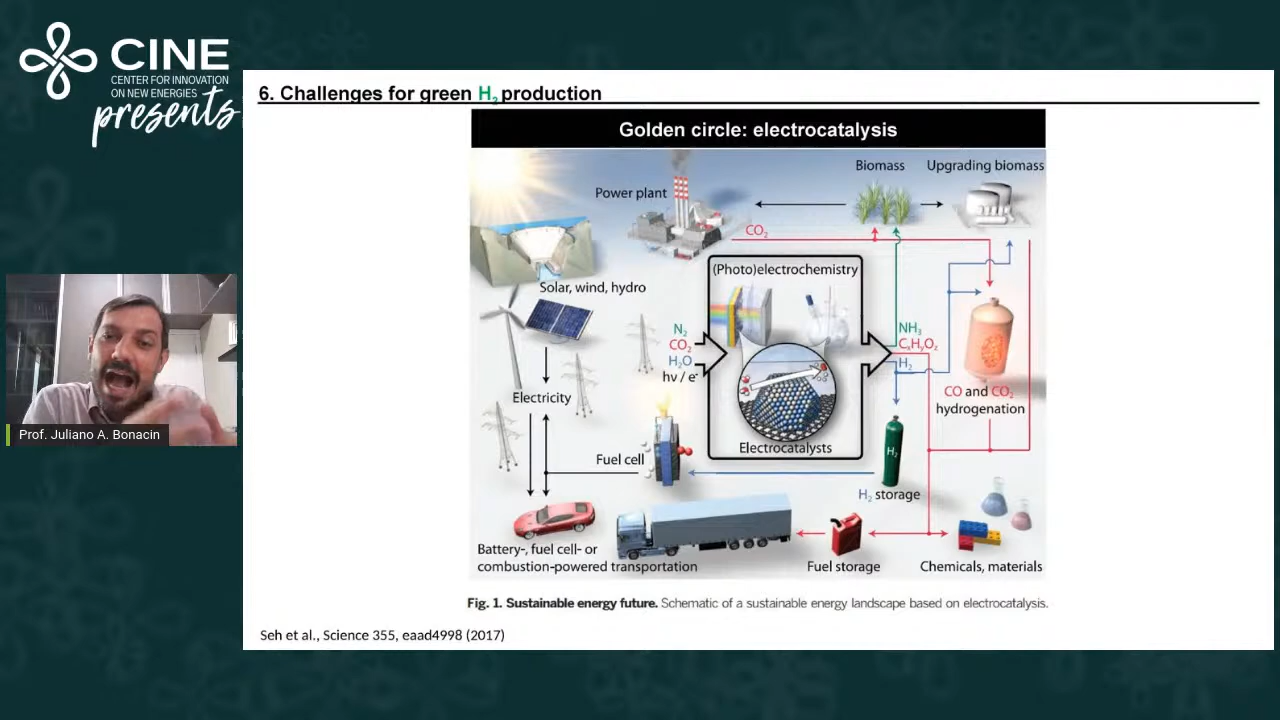 CINE
CENTER FOR INNOVATION
ON NEW ENERGIES
presents
6. Challenges for green H₂ production
Golden circle: electrocatalysis
Biomass
Upgrading biomass
Power plant
CO₂
(Photo)electrochemistry
Solar, wind, hydro
N₂
CO₂
H₂O
hν / e⁻
NH₃
CₓHᵧO_z
H₂
CO and CO₂
hydrogenation
Electricity
Electrocatalysts
Fuel cell
H₂
H₂ storage
Battery-, fuel cell- or
combustion-powered transportation
Fuel storage
Chemicals, materials
Fig. 1. Sustainable energy future. Schematic of a sustainable energy landscape based on electrocatalysis.
Seh et al., Science 355, eaad4998 (2017)
Prof. Juliano A. Bonacin